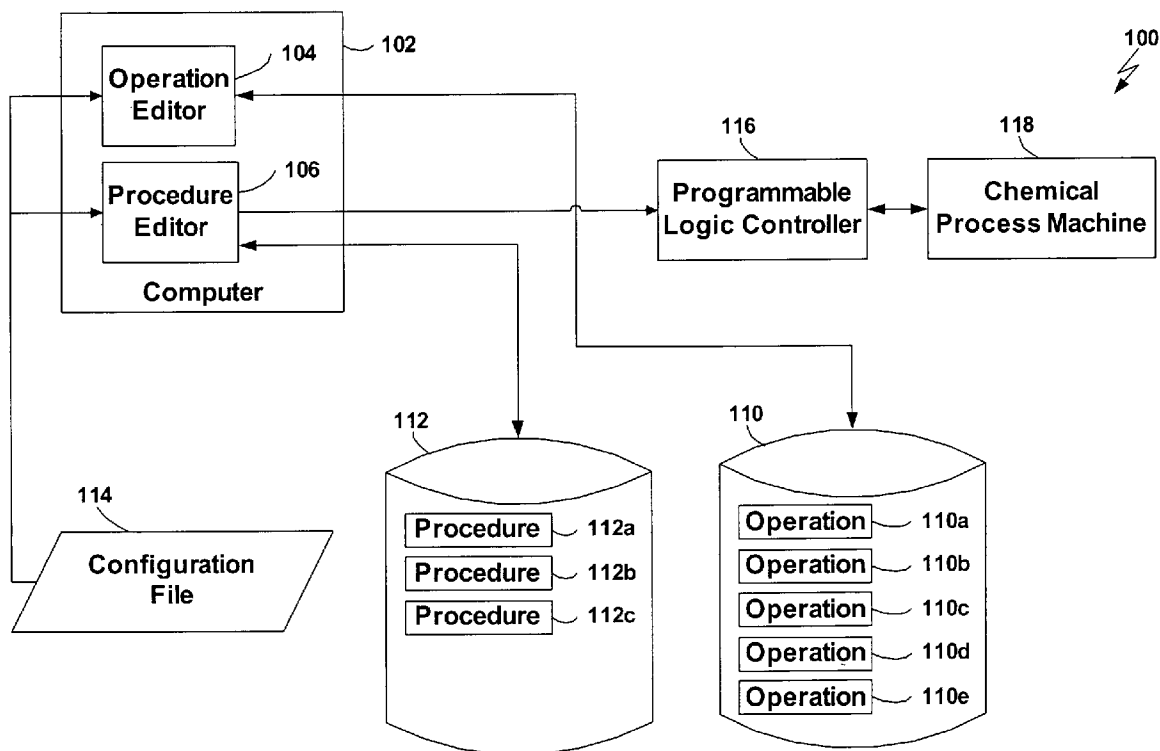 102
100
104
Operation
Editor
116
118
106
Procedure
Editor
Programmable
Logic Controller
Chemical
Process Machine
Computer
112
110
114
Configuration
File
Procedure
112a
Procedure
112b
Procedure
112c
Operation
110a
Operation
110b
Operation
110c
Operation
110d
Operation
110e